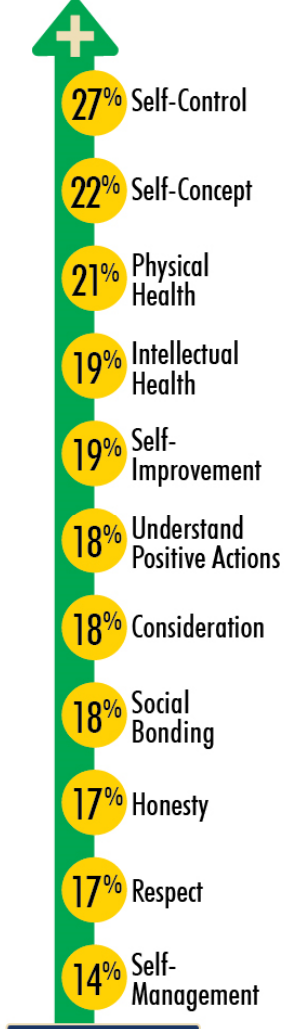 +
27% Self-Control
22% Self-Concept
21% Physical
Health
19% Intellectual
Health
19% Self-
Improvement
18% Understand
Positive Actions
18% Consideration
18% Social
Bonding
17% Honesty
17% Respect
14% Self-
Management